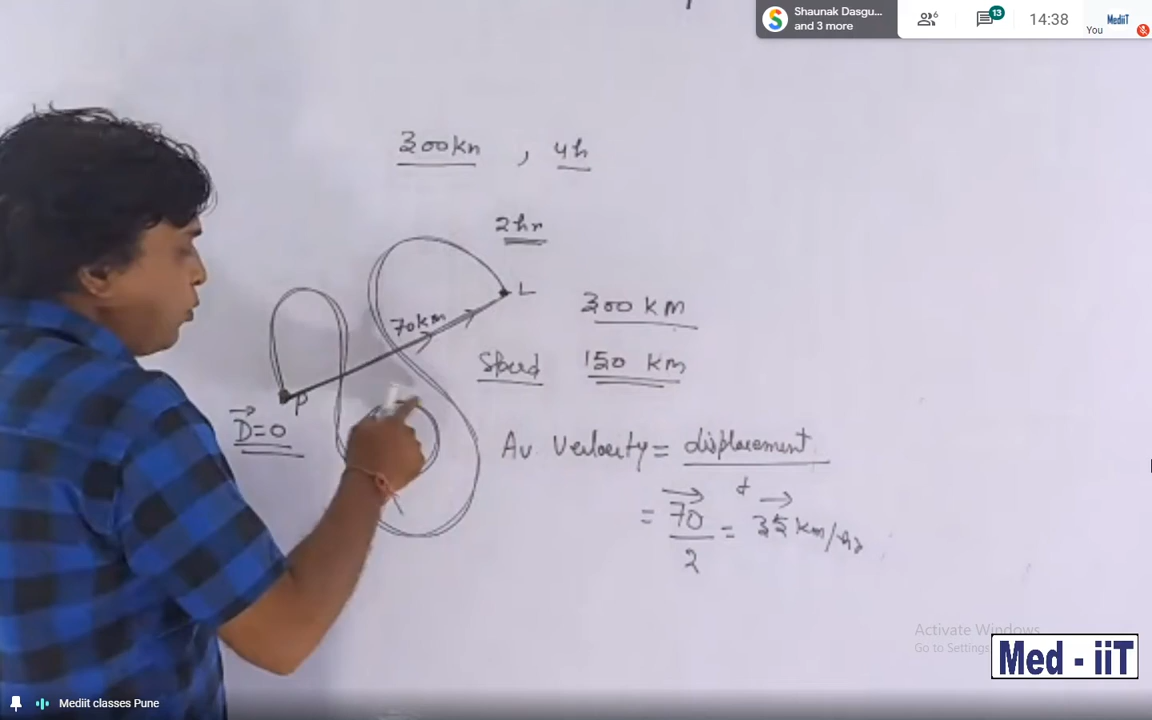 Shaunak Dasgu...
and 3 more
6
13
14:38
MediiT
You
300km , 4h
2hr
L
70km
300 km
Speed 150 km
P
D=0
Av Velocity = displacement
t
= 70 = 35 km/hr
2
Activate Windows
Go to Settings
Med - iiT
Mediit classes Pune